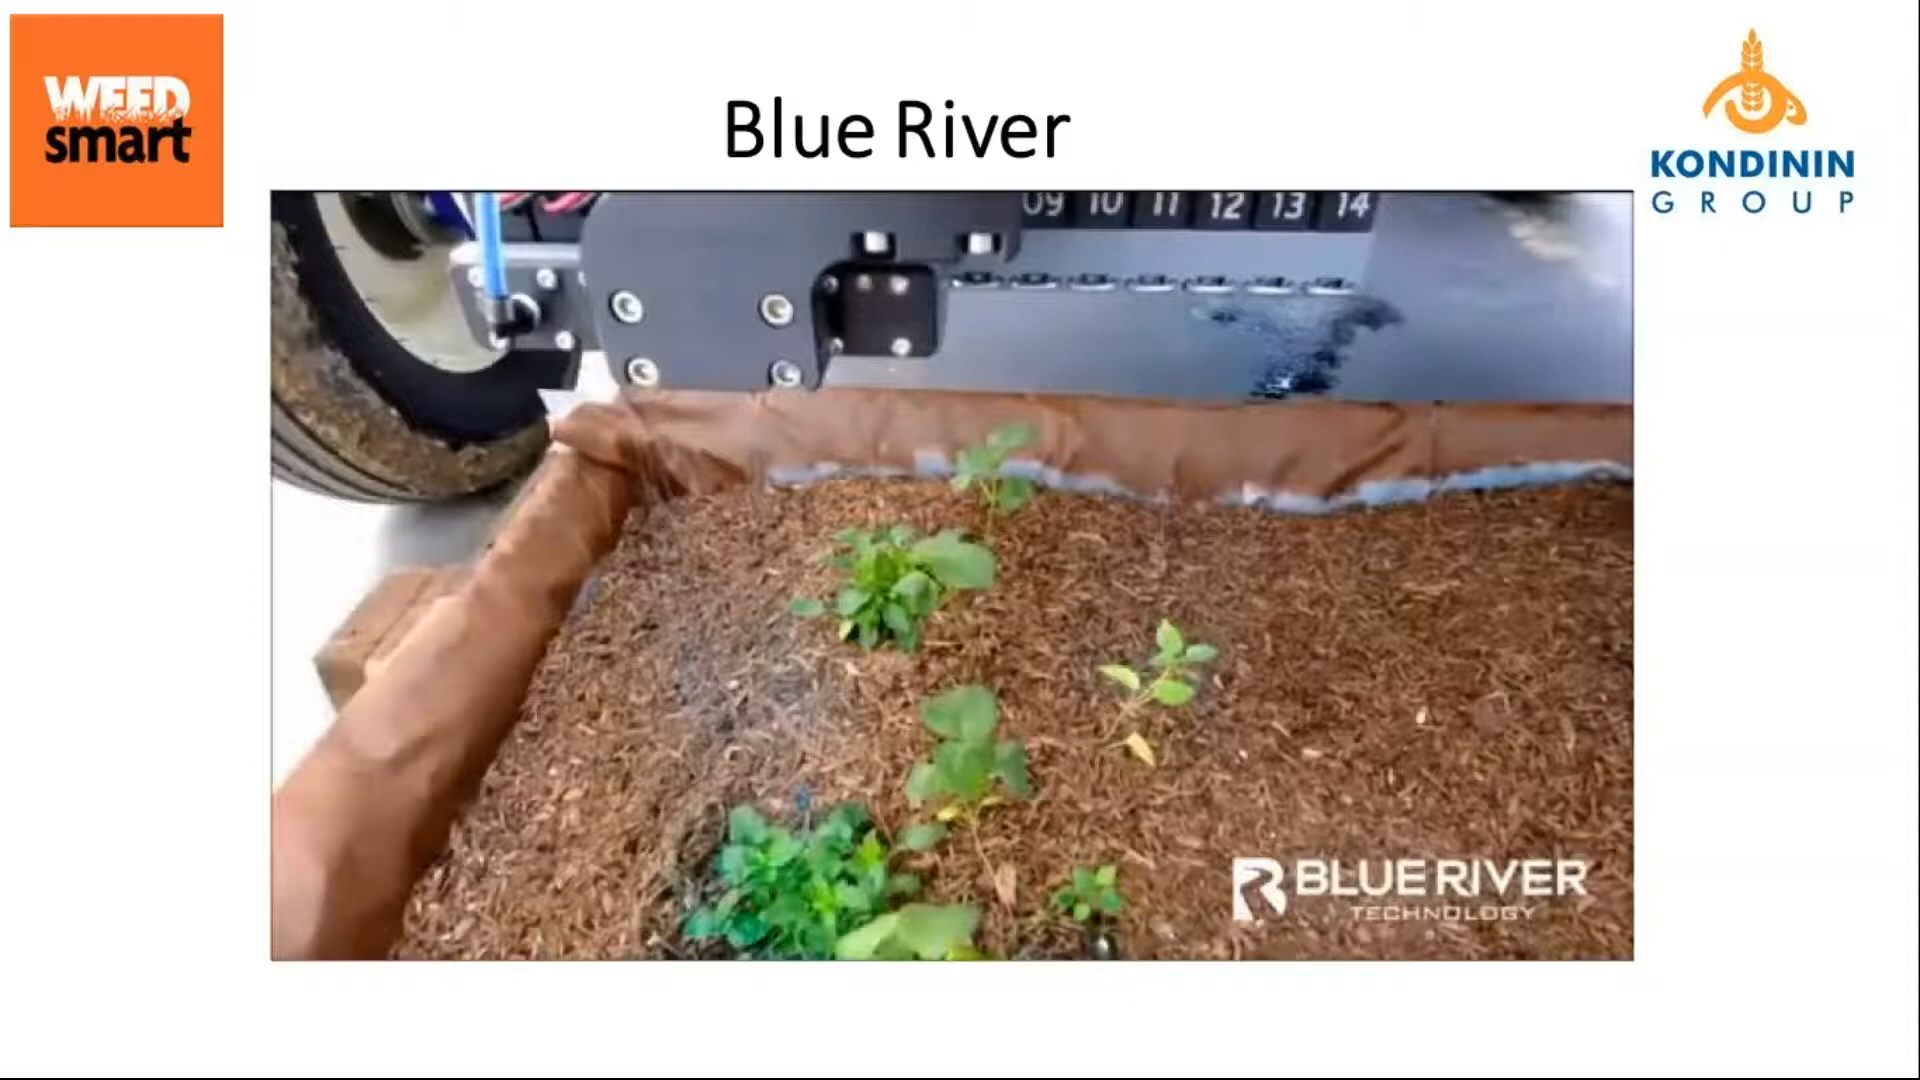 WEED
smart
Blue River
KONDININ
GROUP
09 10 11 12 13 14
BLUE RIVER
TECHNOLOGY